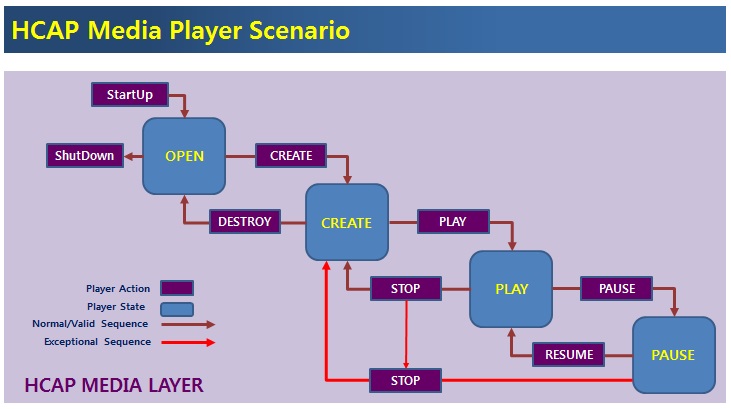 HCAP Media Player Scenario
StartUp
OPEN
ShutDown
CREATE
DESTROY
CREATE
PLAY
STOP
PLAY
PAUSE
Player Action
Player State
Normal/Valid Sequence
Exceptional Sequence
RESUME
PAUSE
STOP
HCAP MEDIA LAYER